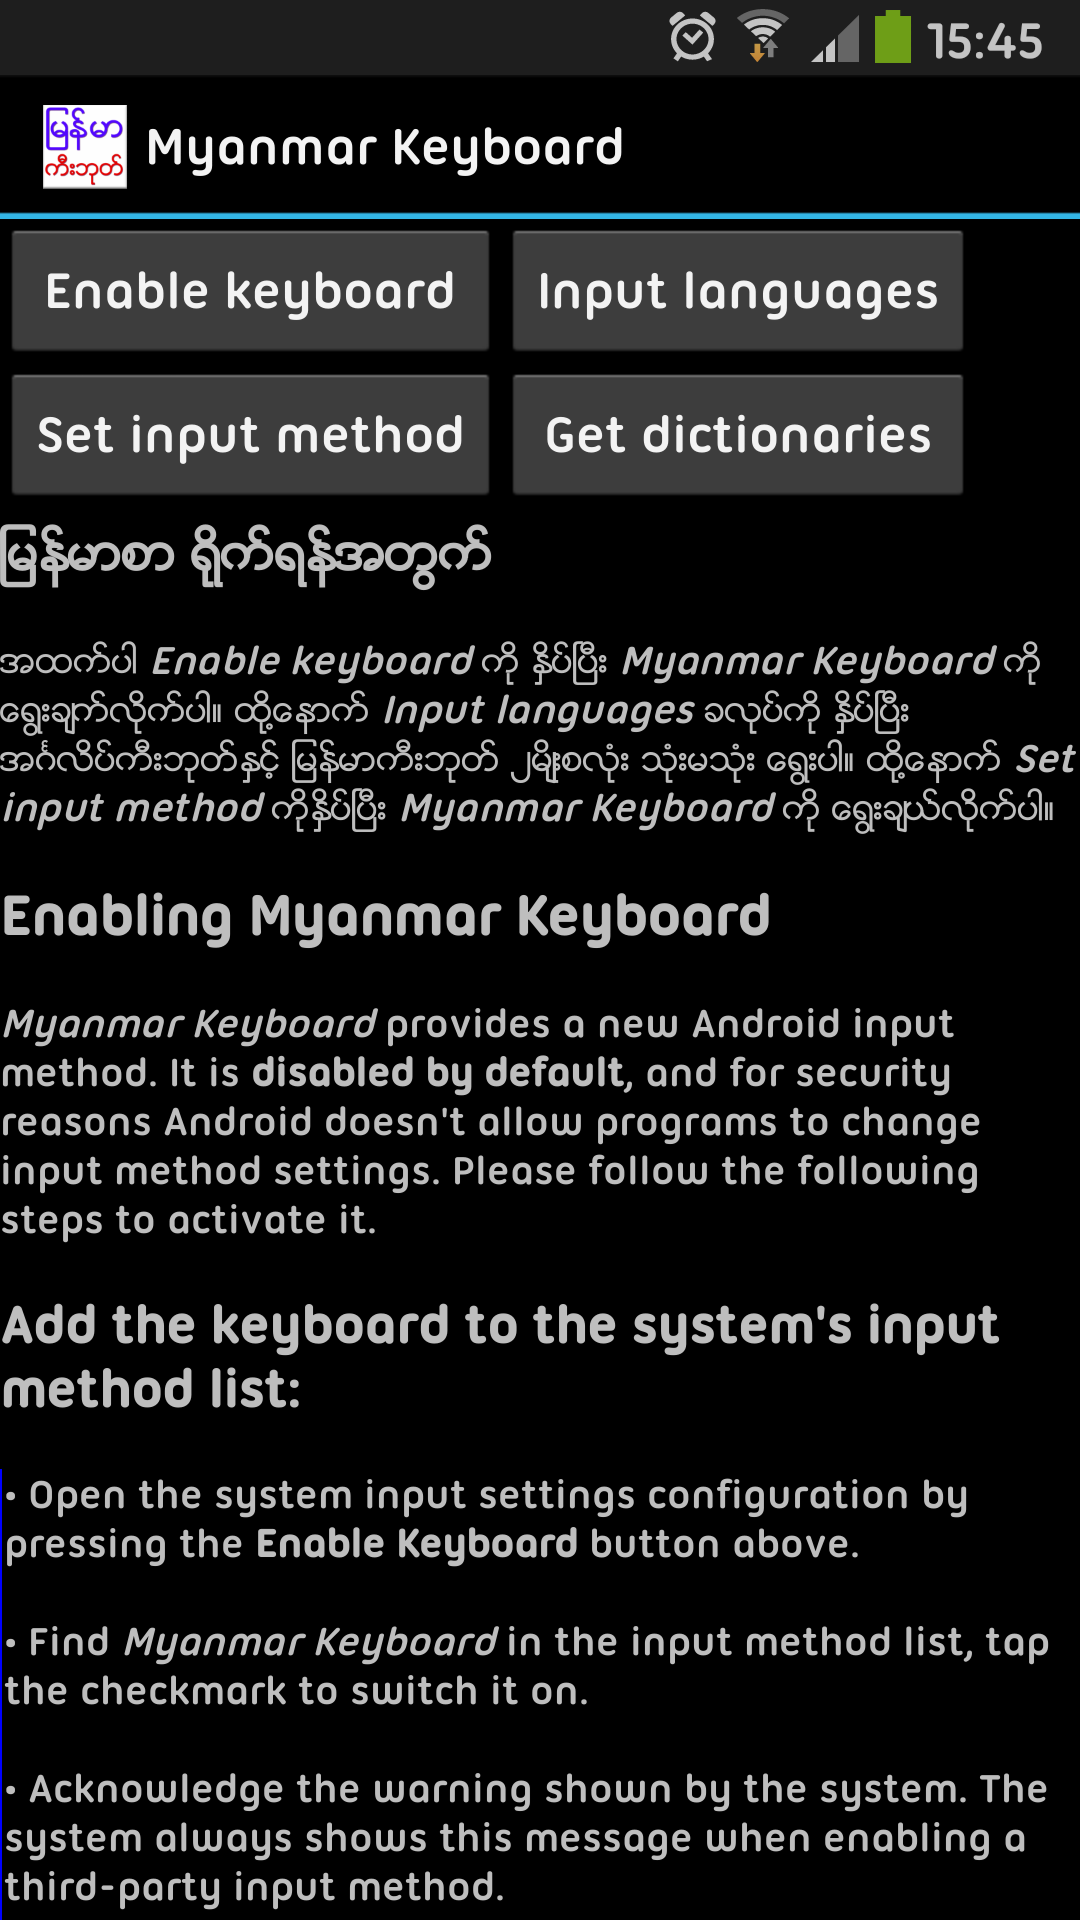 15:45
မြန်မာ
ကီးဘုတ်
Myanmar Keyboard
Enable keyboard
Input languages
Set input method
Get dictionaries
မြန်မာစာ ရိုက်ရန်အတွက်
အထက်ပါ Enable keyboard ကို နှိပ်ပြီး Myanmar Keyboard ကို
ရွေးချက်လိုက်ပါ။ ထို့နောက် Input languages ခလုပ်ကို နှိပ်ပြီး
အင်္ဂလိပ်ကီးဘုတ်နှင့် မြန်မာကီးဘုတ် ၂မျိုးစလုံး သုံးမသုံး ရွေးပါ။ ထို့နောက် Set
input method ကိုနှိပ်ပြီး Myanmar Keyboard ကို ရွေးချယ်လိုက်ပါ။
Enabling Myanmar Keyboard
Myanmar Keyboard provides a new Android input
method. It is disabled by default, and for security
reasons Android doesn't allow programs to change
input method settings. Please follow the following
steps to activate it.
Add the keyboard to the system's input
method list:
• Open the system input settings configuration by
pressing the Enable Keyboard button above.
• Find Myanmar Keyboard in the input method list, tap
the checkmark to switch it on.
• Acknowledge the warning shown by the system. The
system always shows this message when enabling a
third-party input method.